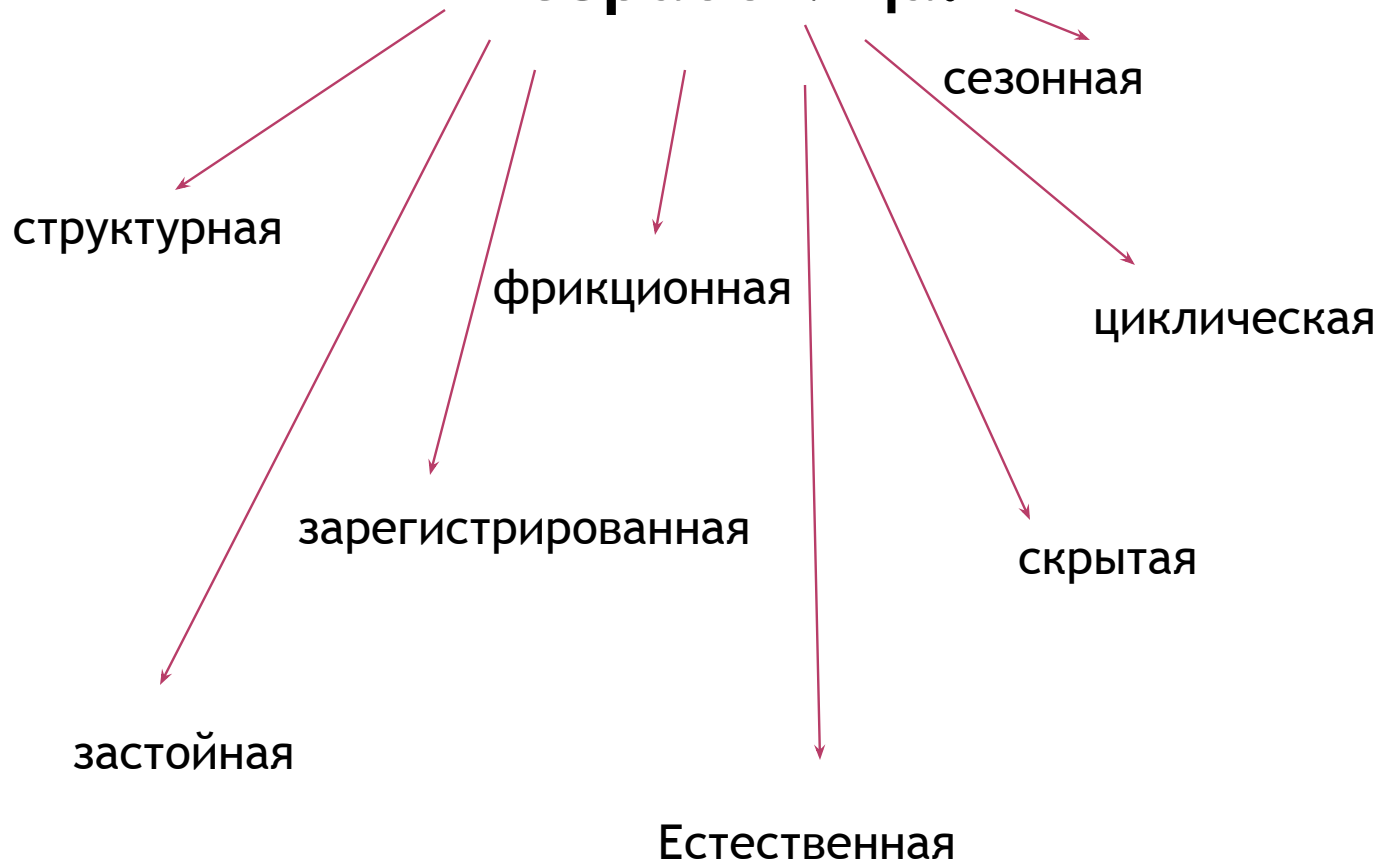 сезонная
структурная
фрикционная
циклическая
зарегистрированная
скрытая
застойная
Естественная